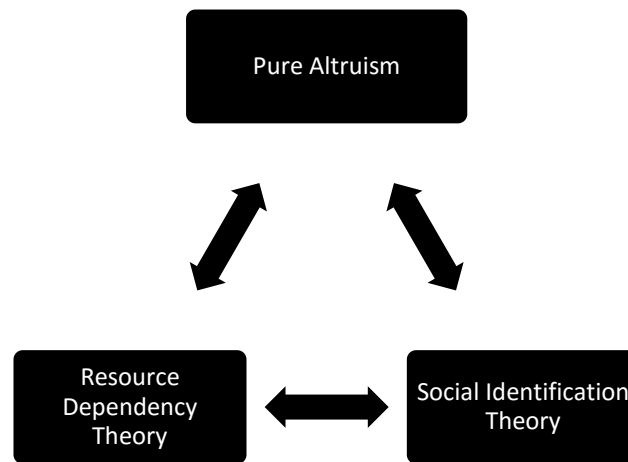 Pure Altruism
Resource
Dependency
Theory
Social Identification
Theory